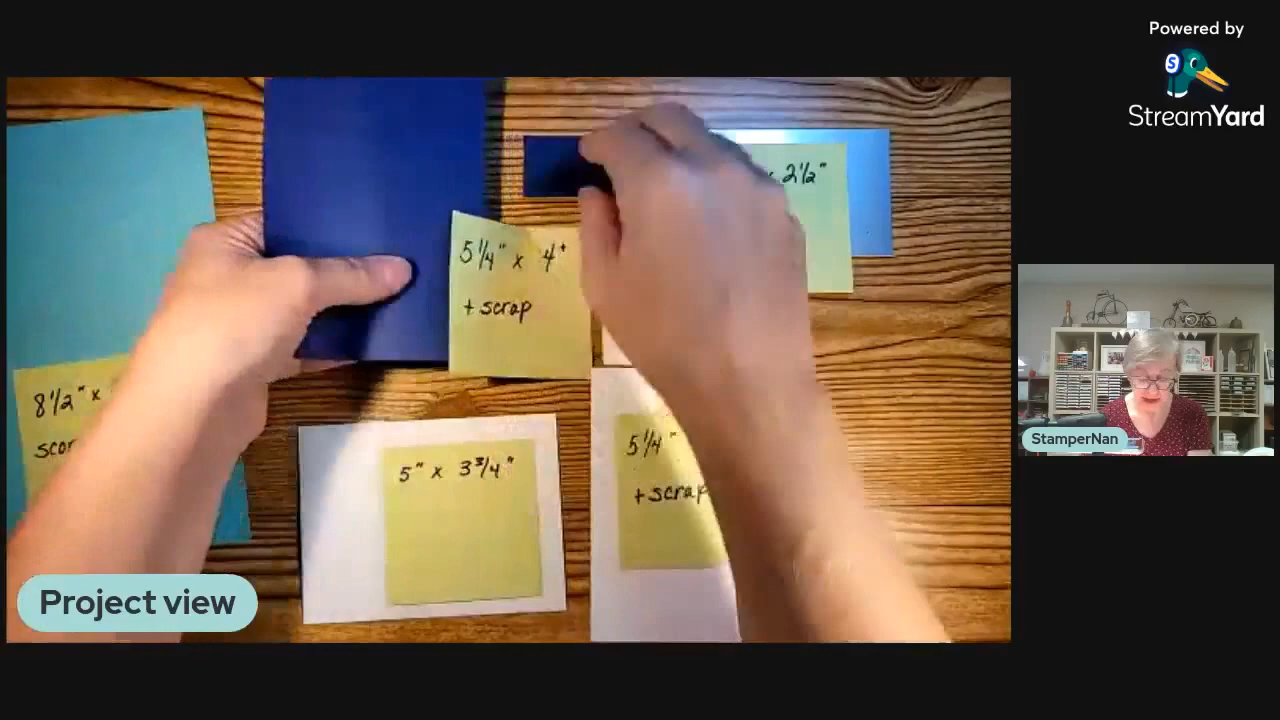 Powered by
StreamYard
x 2 1/2"
5 1/4" x 4"
+ scrap
8 1/2" x
5" x 3 3/4"
5 1/4"
+ scrap
StamperNan
Project view